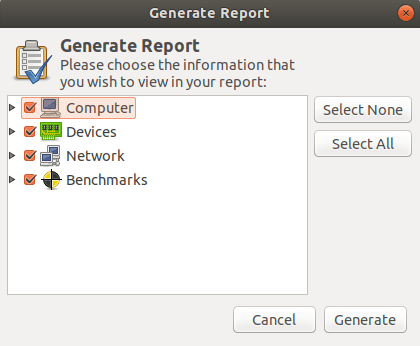 Generate Report
Generate Report
Please choose the information that
you wish to view in your report:
Computer
Devices
Network
Benchmarks
Select None
Select All
Cancel
Generate